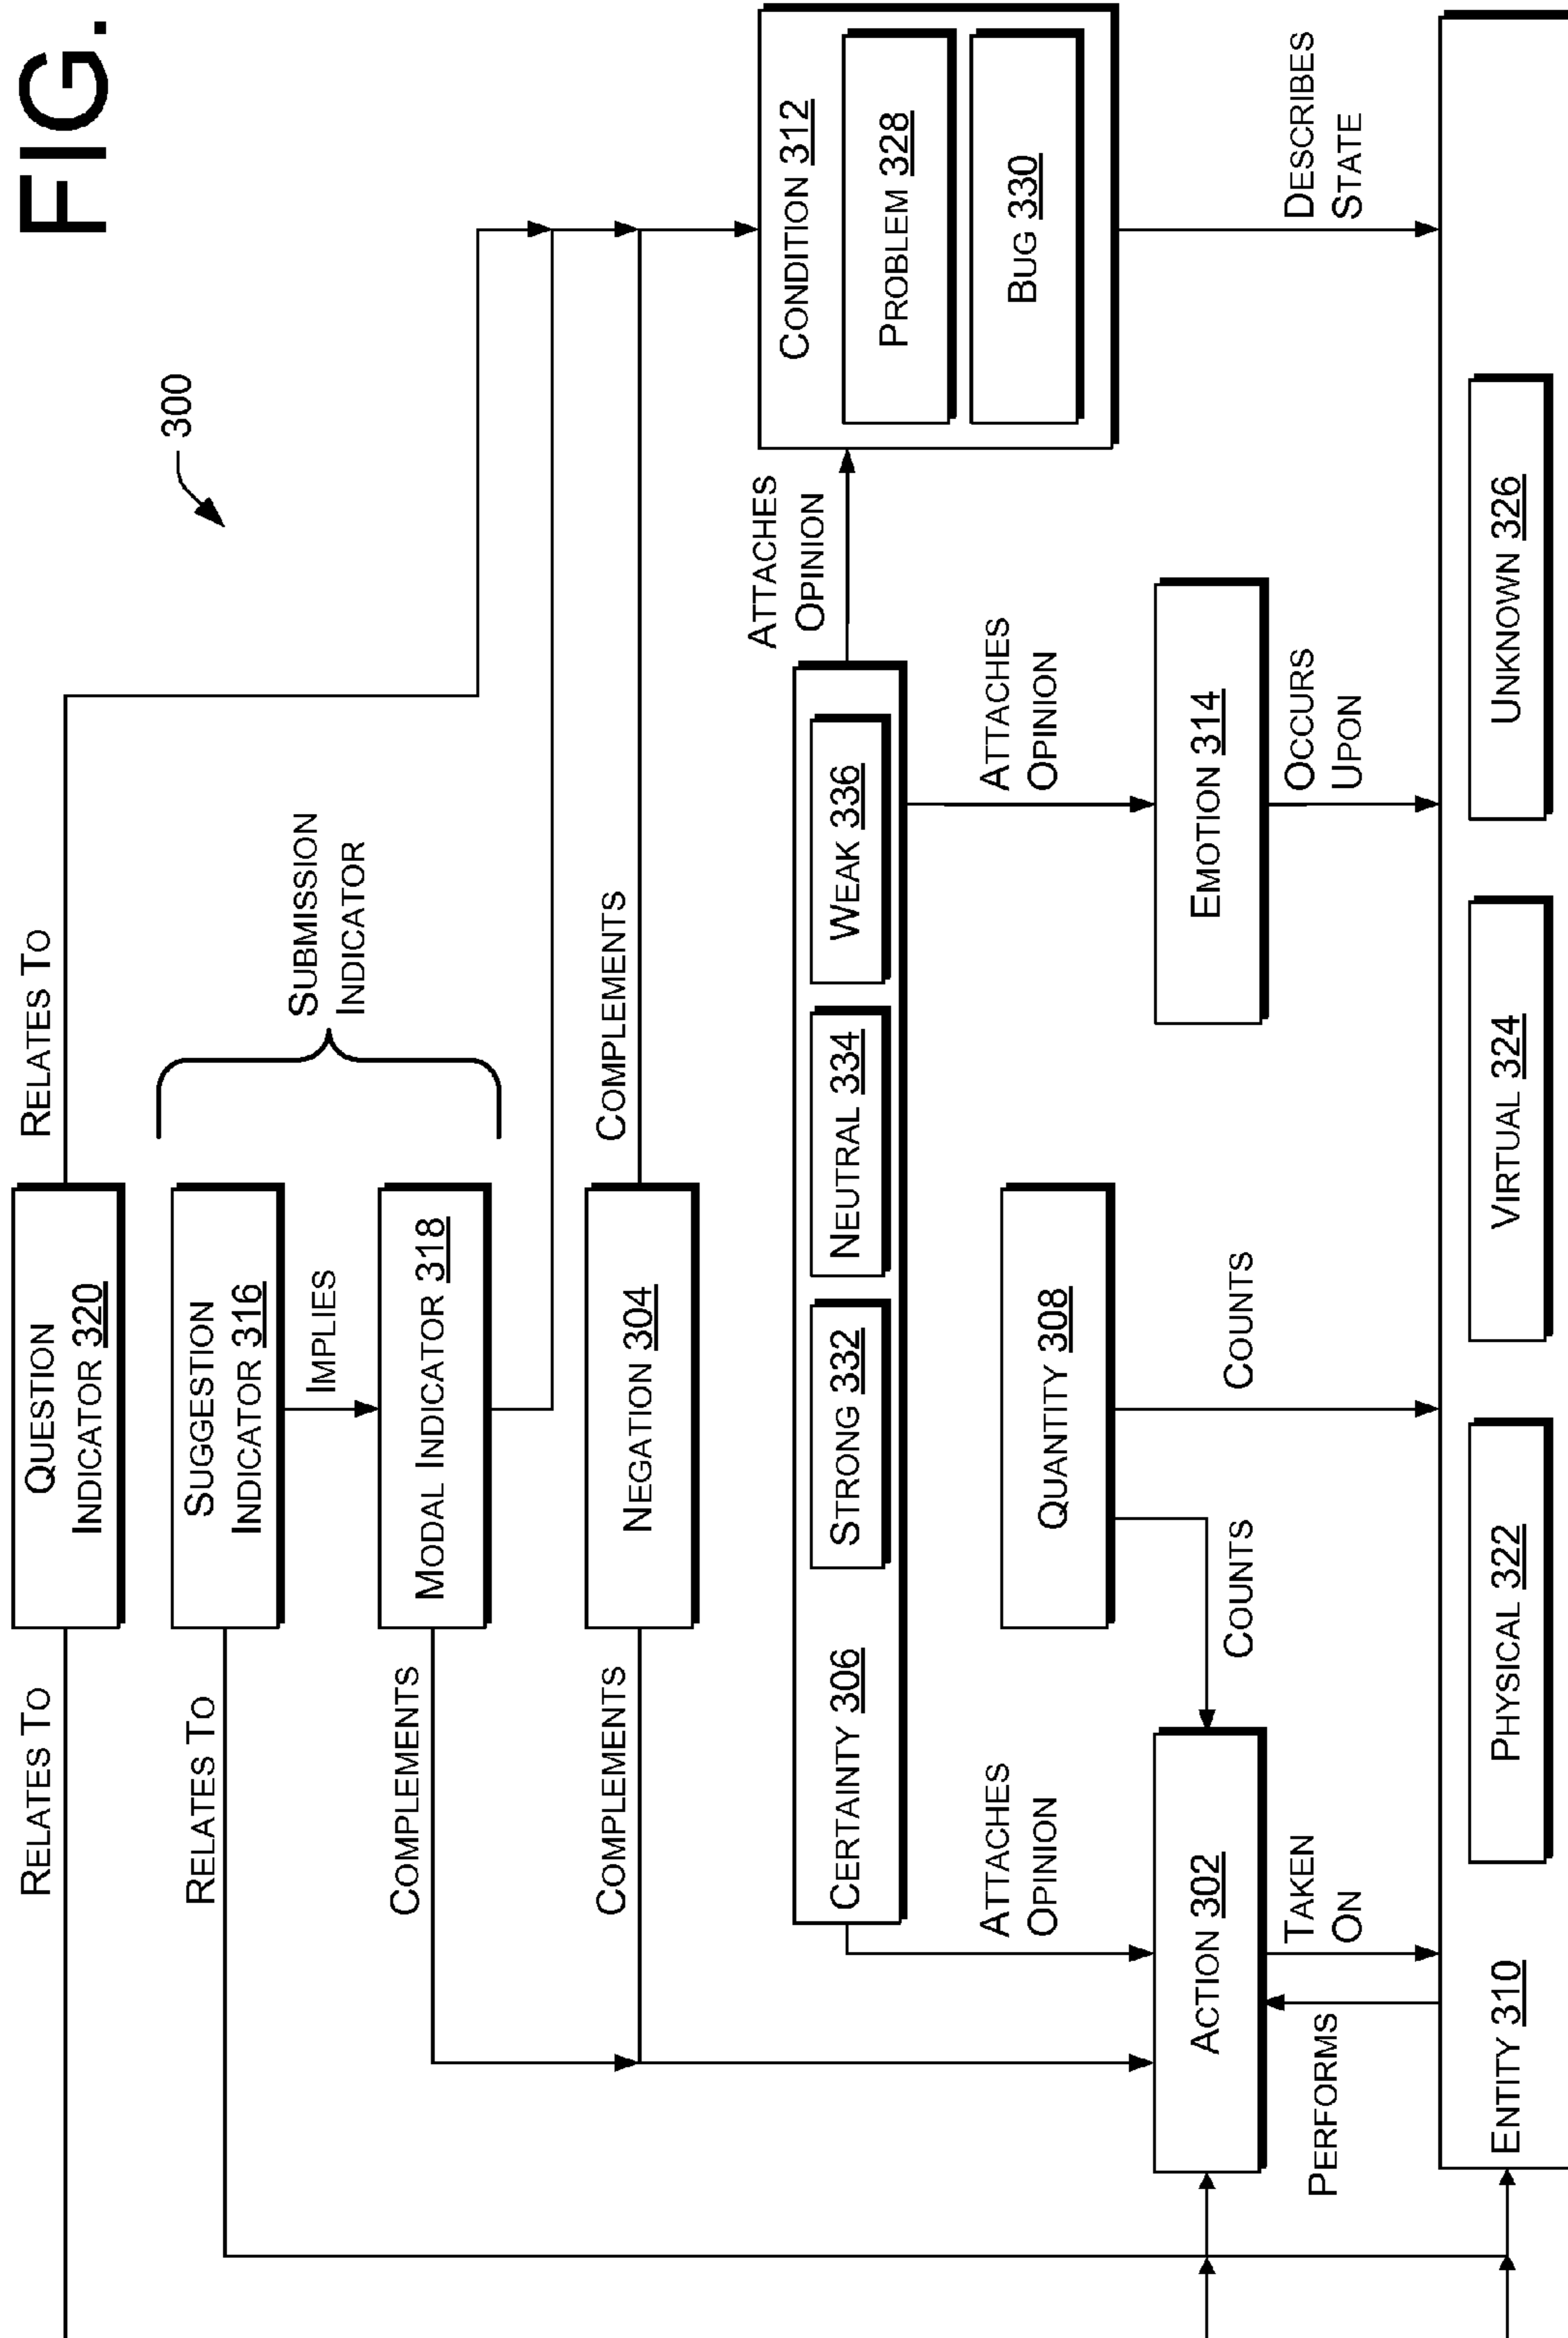 FIG.
300
RELATES TO
QUESTION
INDICATOR 320
RELATES TO
RELATES TO
SUGGESTION
INDICATOR 316
SUBMISSION
INDICATOR
IMPLIES
COMPLEMENTS
MODAL INDICATOR 318
COMPLEMENTS
NEGATION 304
COMPLEMENTS
CERTAINTY 306
STRONG 332
NEUTRAL 334
WEAK 336
ATTACHES
OPINION
CONDITION 312
PROBLEM 328
BUG 330
ATTACHES
OPINION
QUANTITY 308
ATTACHES
OPINION
ACTION 302
COUNTS
COUNTS
EMOTION 314
PERFORMS
TAKEN
ON
OCCURS
UPON
DESCRIBES
STATE
ENTITY 310
PHYSICAL 322
VIRTUAL 324
UNKNOWN 326